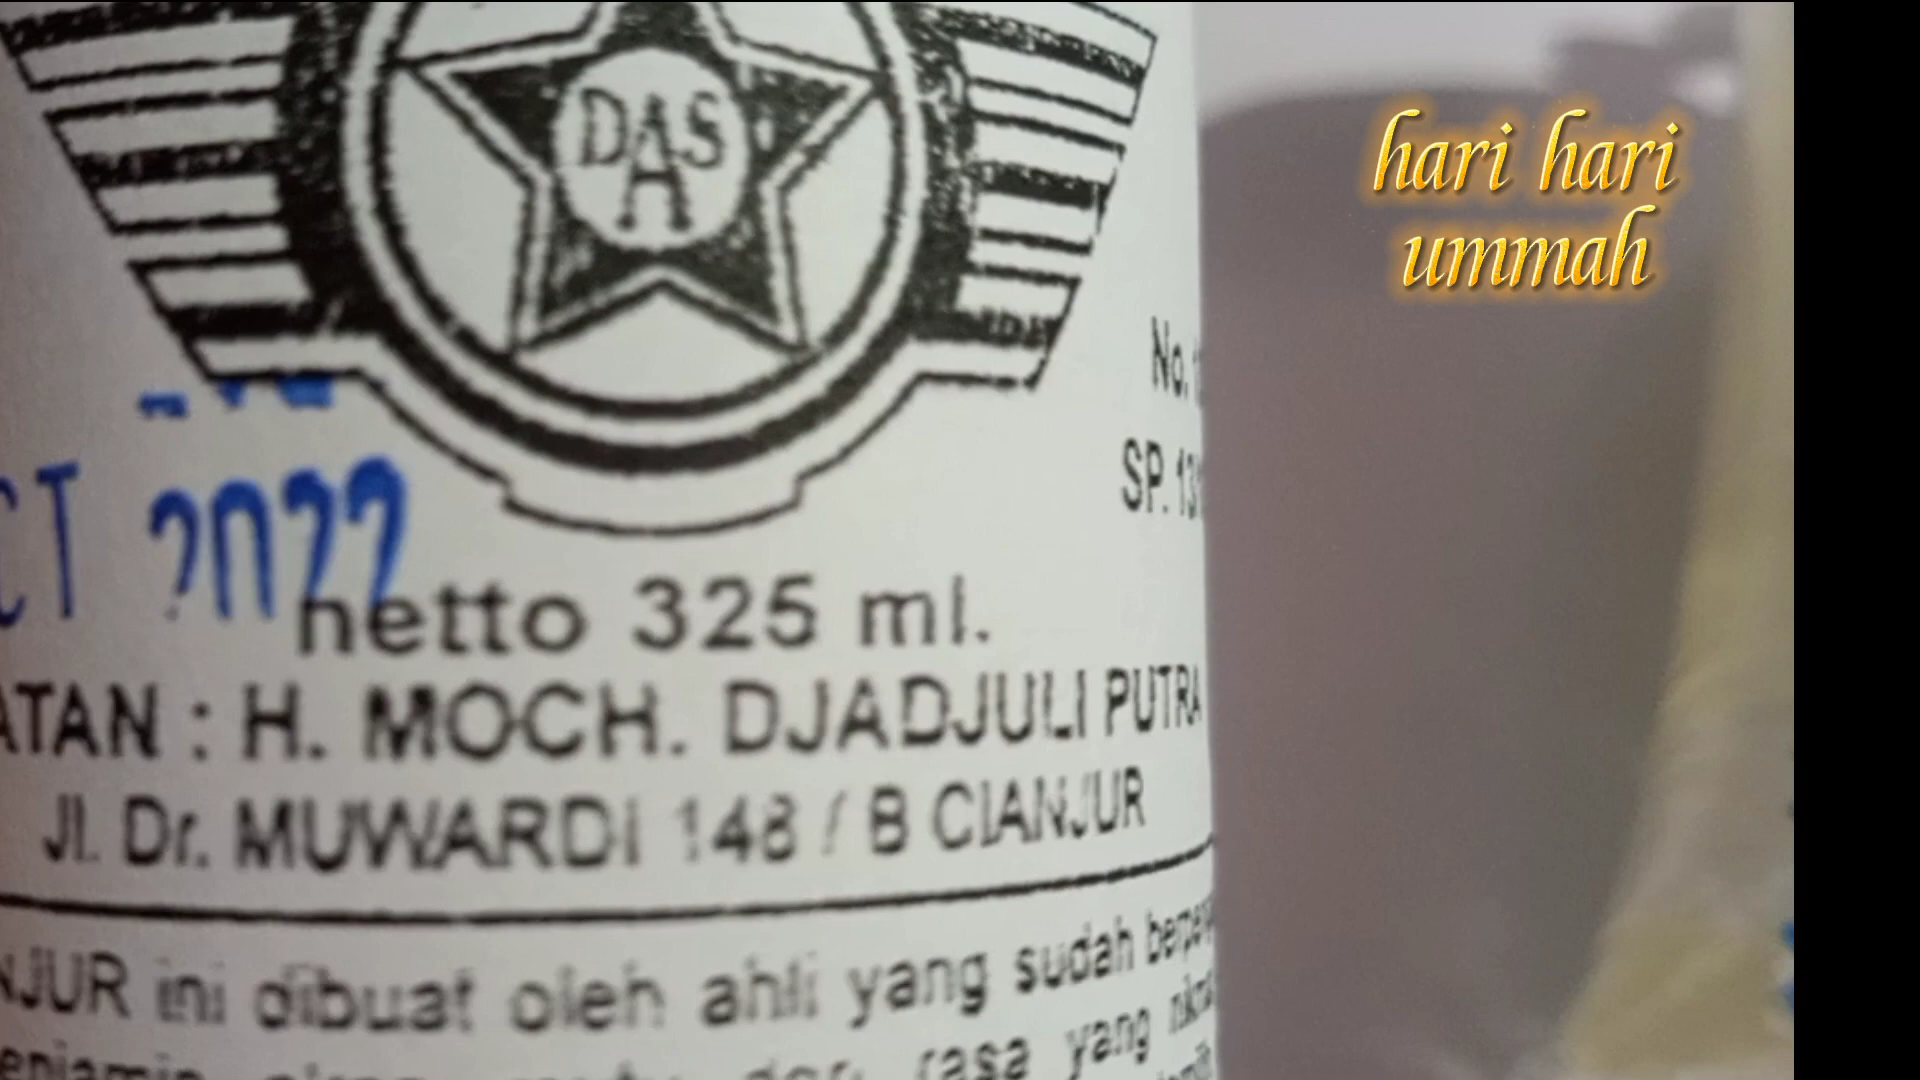 DAS
A
hari hari
ummah
No.
SP. 13
CT 2022
netto 325 ml.
ATAN : H. MOCH. DJADJULI PUTRA
Jl. Dr. MUWARDI 148 / B CIANJUR
NJUR ini dibuat oleh ahli yang sudah
rasa yang